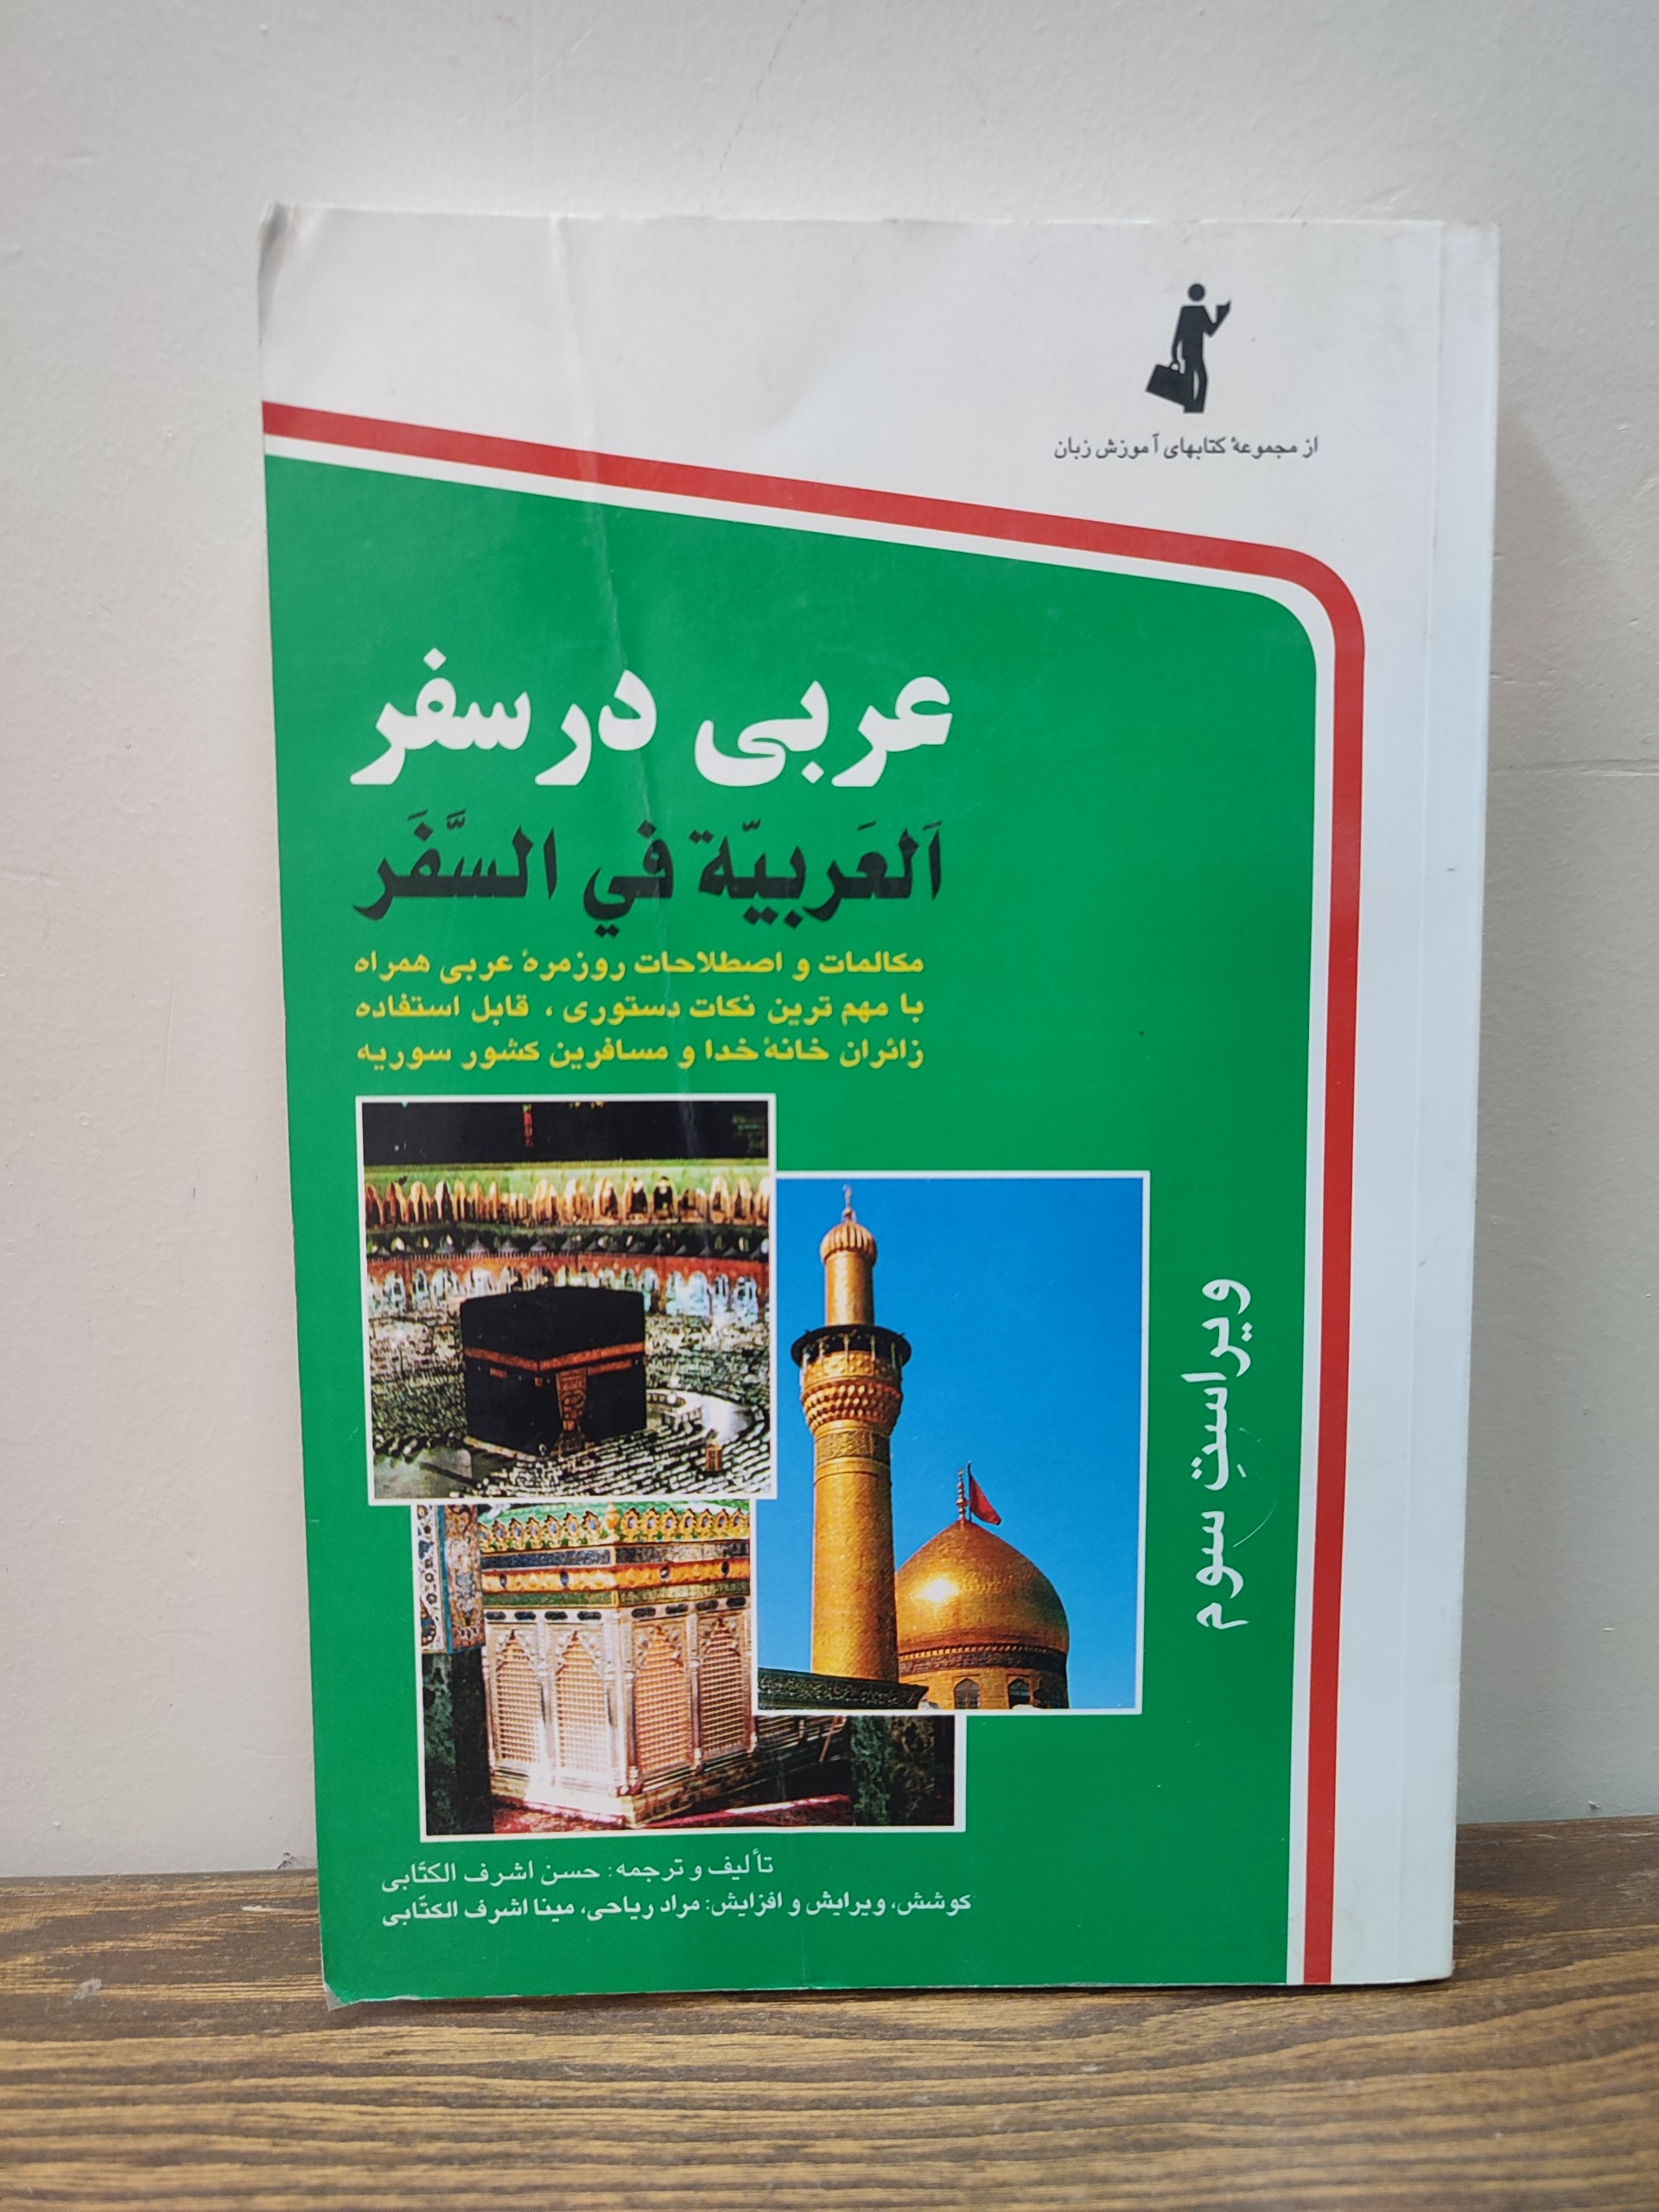 از مجموعهٔ کتابهای آموزش زبان
عربی در سفر
اَلعَربيّة في السَّفَر
مکالمات و اصطلاحات روزمرهٔ عربی همراه
با مهم ترین نکات دستوری، قابل استفاده
زائران خانهٔ خدا و مسافرین کشور سوریه
ویراستِ سوم
تألیف و ترجمه: حسن اشرف الکتّابی
کوشش، ویرایش و افزایش: مراد ریاحی، مینا اشرف الکتّابی